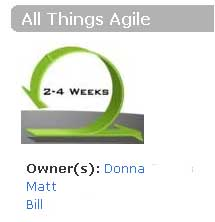 All Things Agile
2-4 Weeks
Owner(s): Donna
Matt
Bill